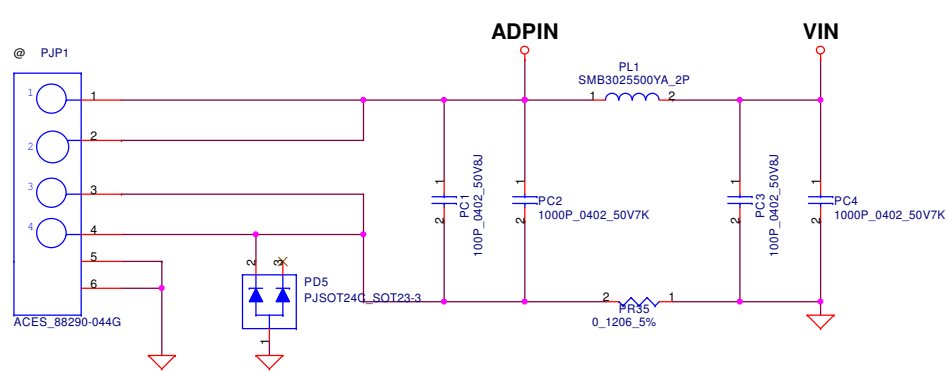 ADPIN
VIN
@ PJP1
PL1
SMB3025500YA_2P
1 2
1 1
2 2
3 3
4 4
5
6
ACES_88290-044G
2 3
PD5
PJSOT24C_SOT23-3
1
1
2
PC1
100P_0402_50V8J
1
2
PC2
1000P_0402_50V7K
1
2
PC3
100P_0402_50V8J
1
2
PC4
1000P_0402_50V7K
2 1
PR35
0_1206_5%